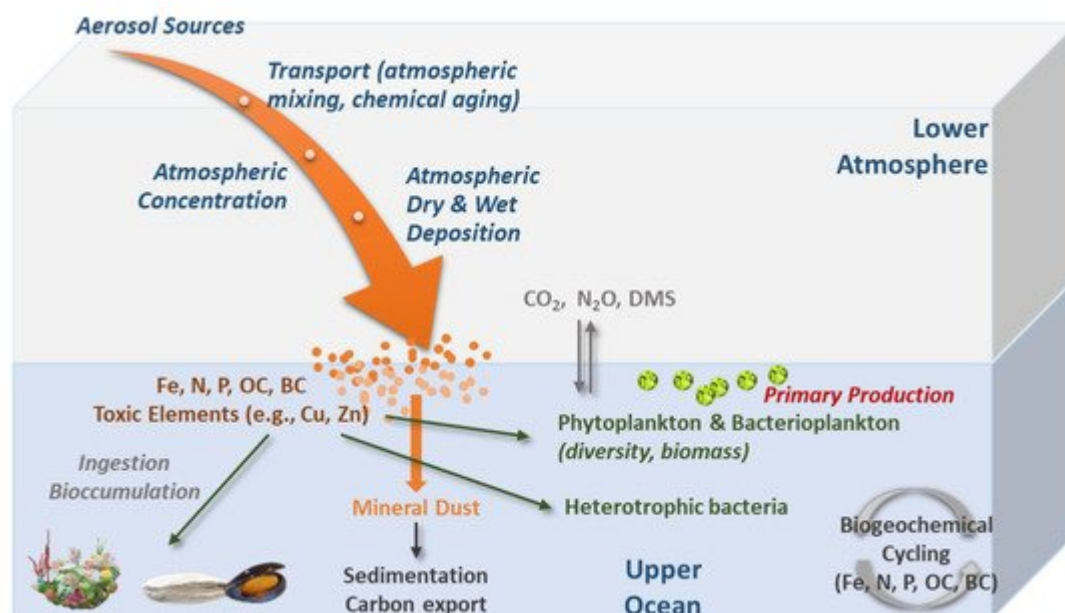 Aerosol Sources
Transport (atmospheric
mixing, chemical aging)
Lower
Atmosphere
Atmospheric
Concentration
Atmospheric
Dry & Wet
Deposition
CO₂, N₂O, DMS
Fe, N, P, OC, BC
Toxic Elements (e.g., Cu, Zn)
Primary Production
Phytoplankton & Bacterioplankton
(diversity, biomass)
Ingestion
Bioccumulation
Mineral Dust
Heterotrophic bacteria
Biogeochemical
Cycling
(Fe, N, P, OC, BC)
Sedimentation
Carbon export
Upper
Ocean